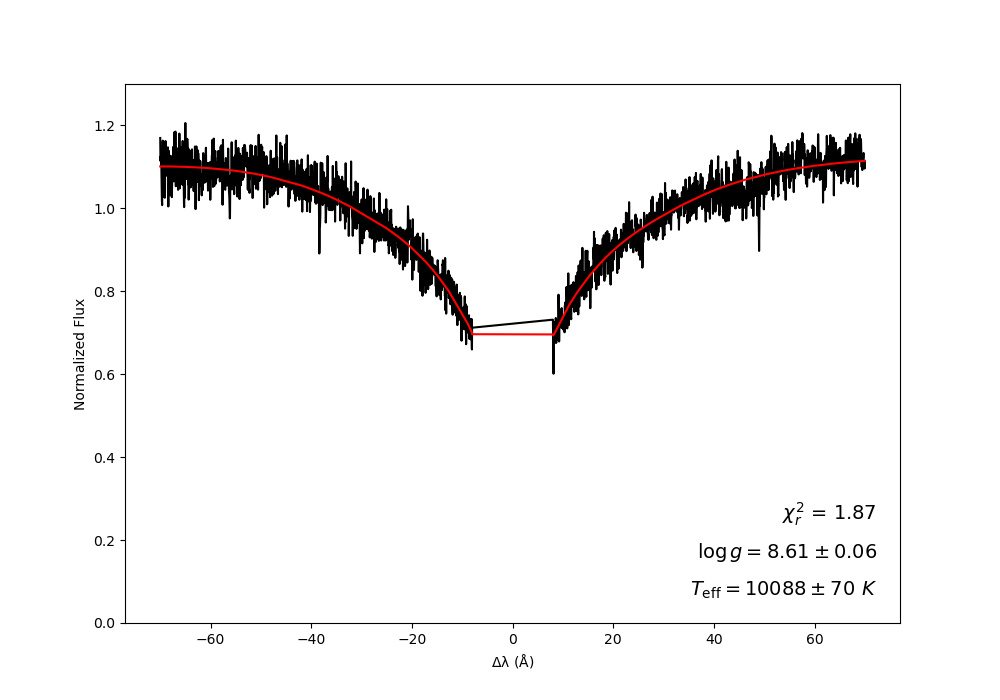 1.2
1.0
0.8
0.6
0.4
0.2
0.0
Normalized Flux
χ²ᵣ = 1.87
log g = 8.61 ± 0.06
T_eff = 10088 ± 70 K
−60 −40 −20 0 20 40 60
Δλ (Å)